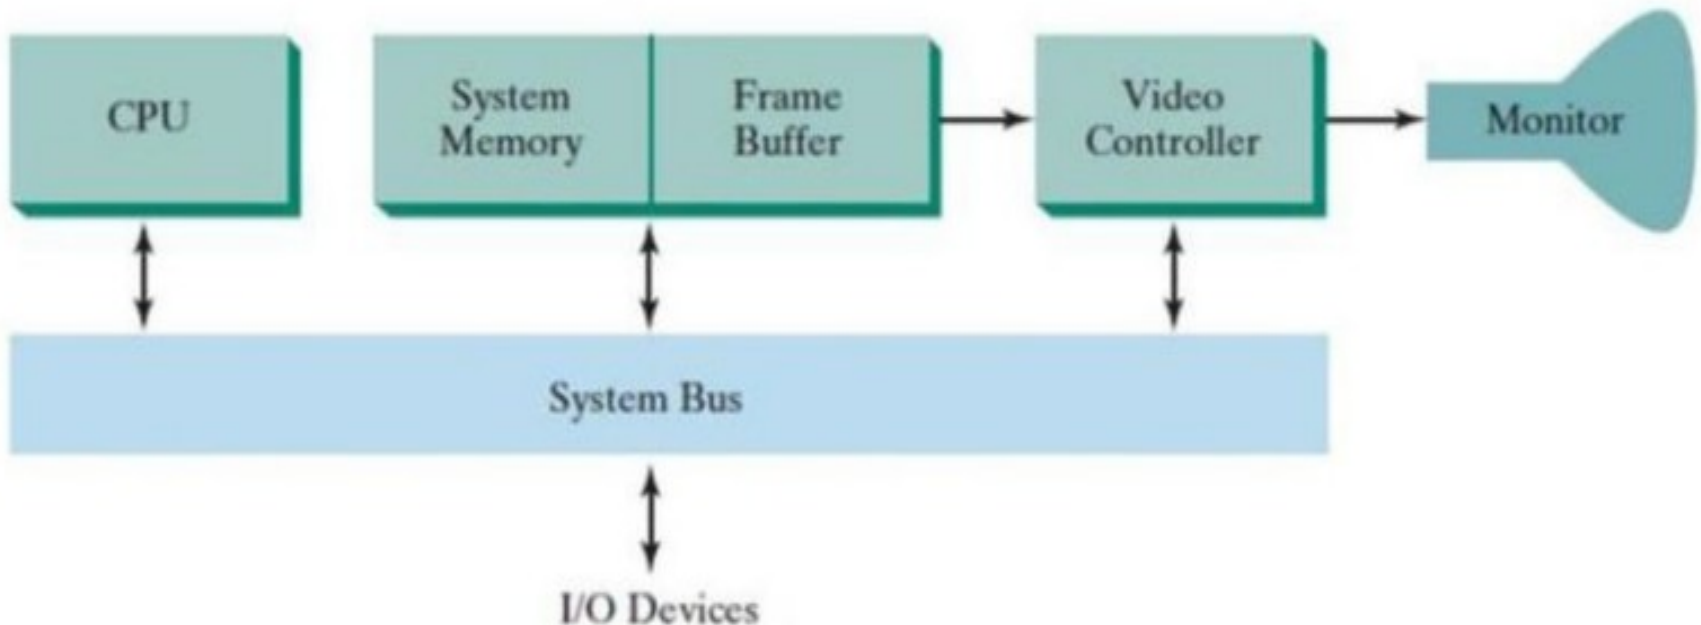 CPU
System
Memory
Frame
Buffer
Video
Controller
Monitor
System Bus
I/O Devices